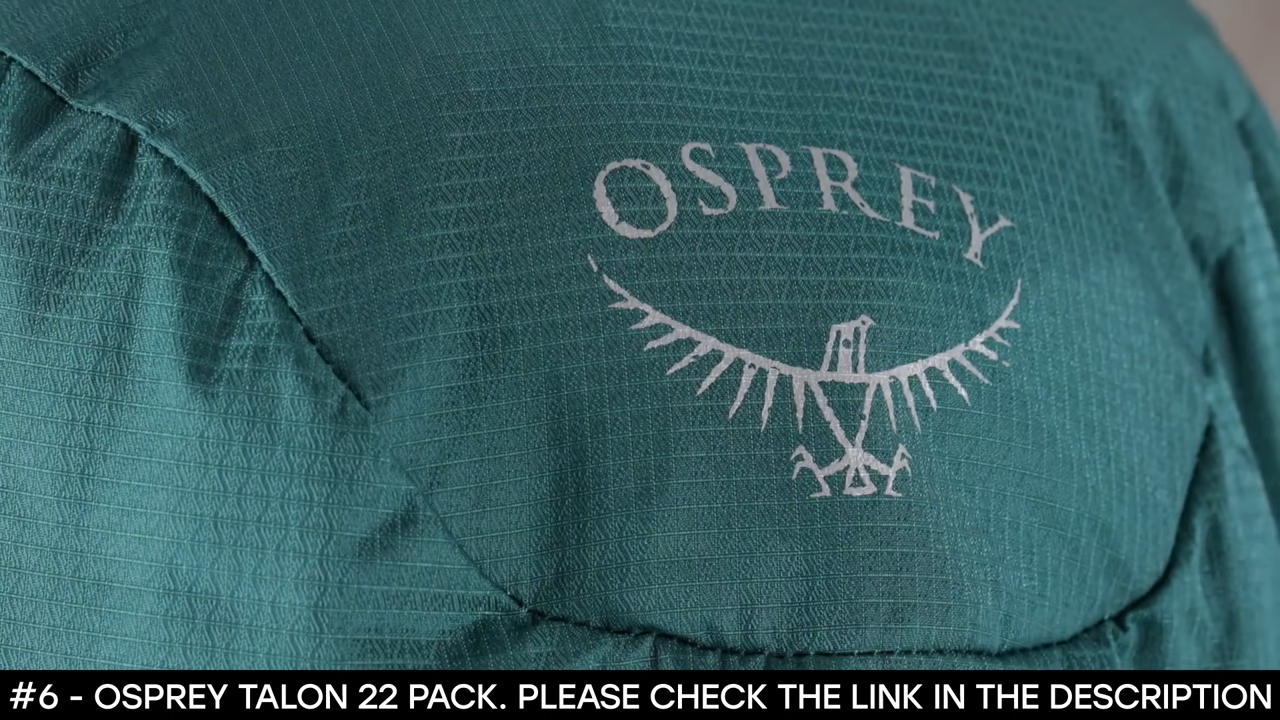 OSPREY
#6 - OSPREY TALON 22 PACK. PLEASE CHECK THE LINK IN THE DESCRIPTION